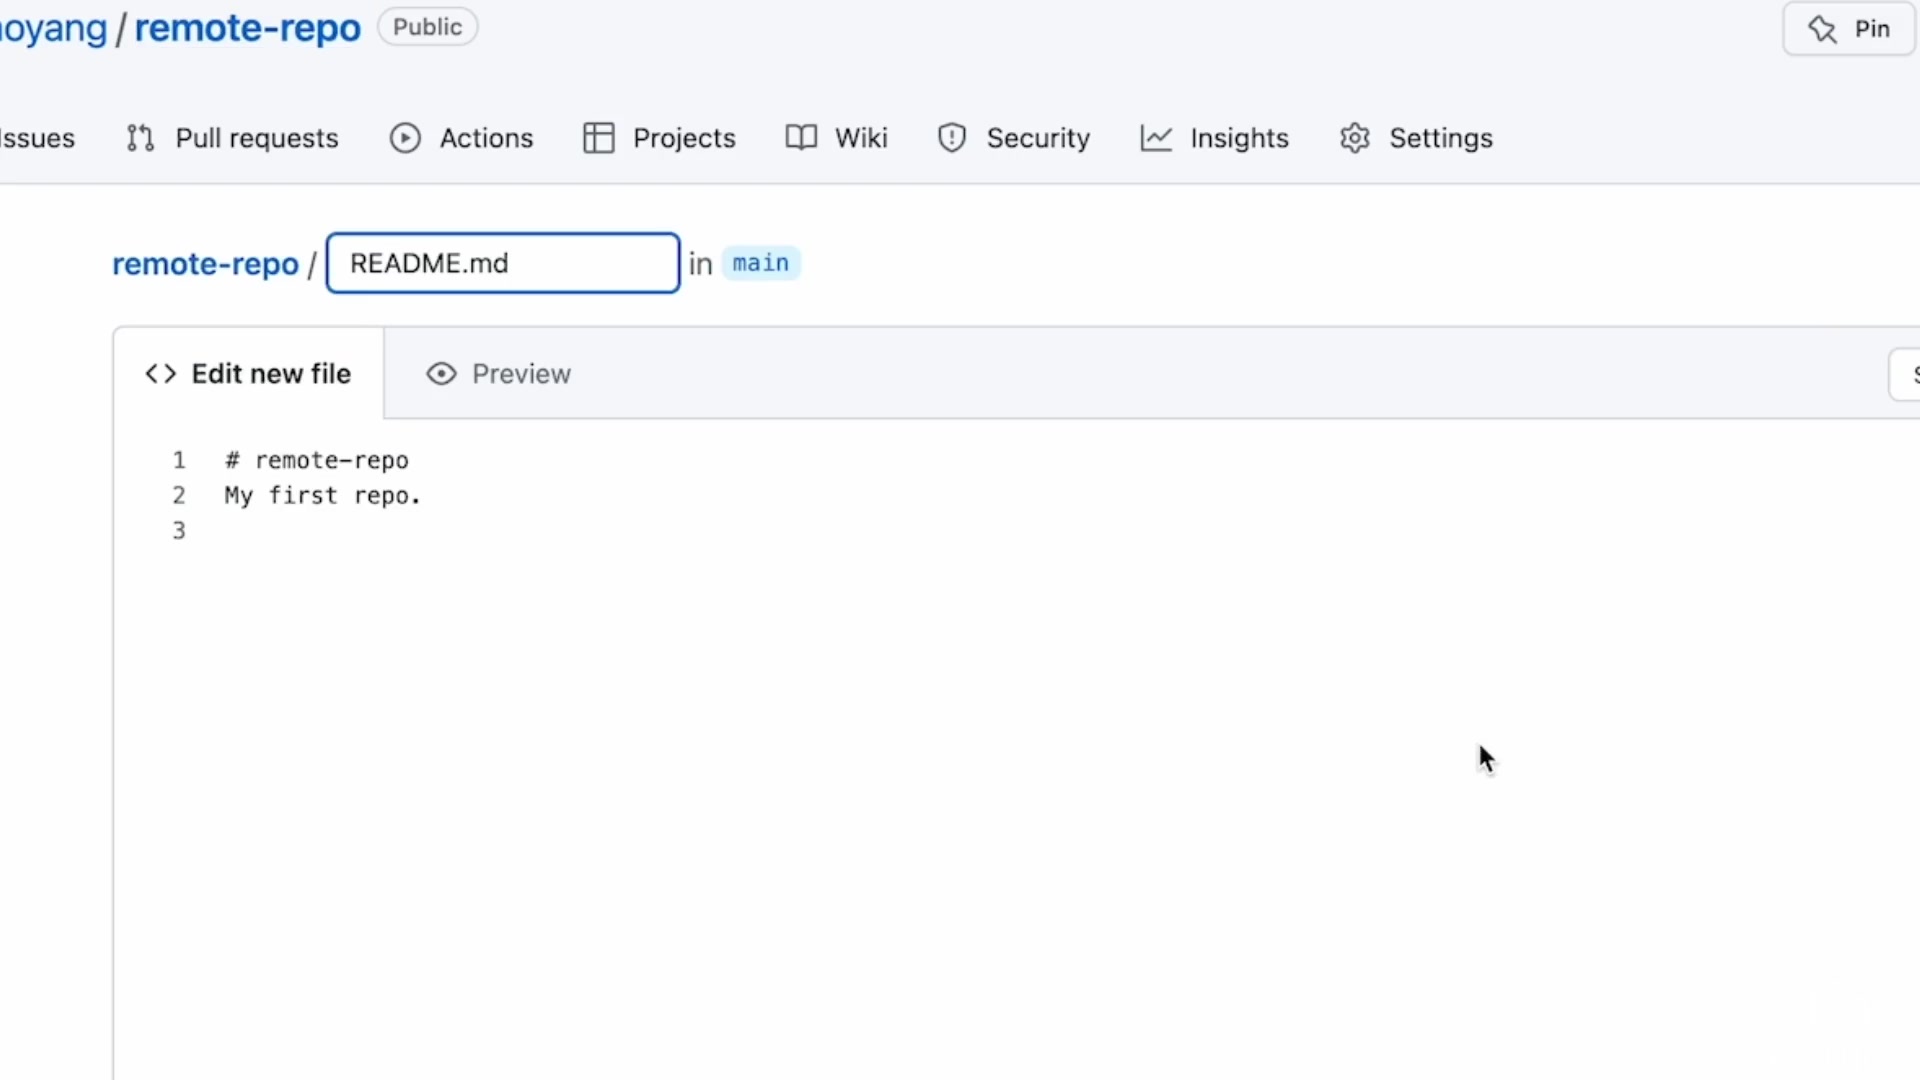 oyang / remote-repo Public
Pin
Issues Pull requests Actions Projects Wiki Security Insights Settings
remote-repo / README.md in main
Edit new file Preview
1 # remote-repo
2 My first repo.
3